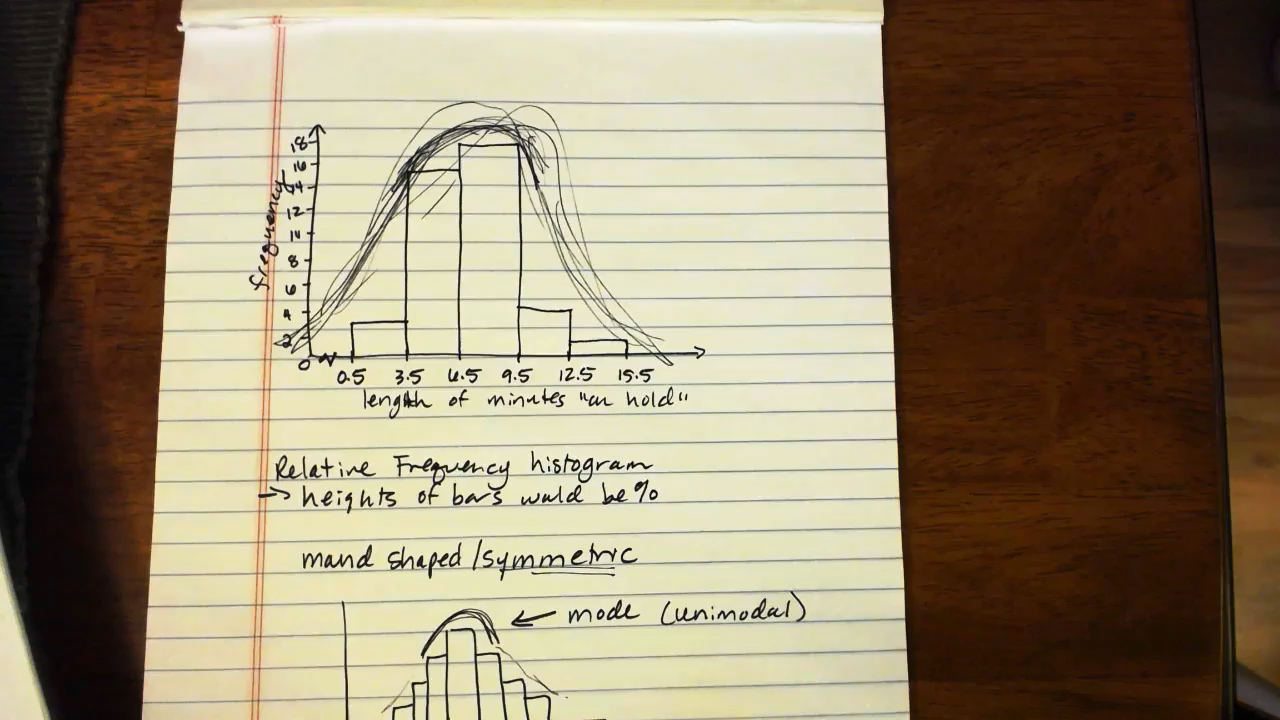 frequency
18
16
14
12
10
8
6
4
2
0
0.5 3.5 6.5 9.5 12.5 15.5
length of minutes "on hold"
Relative Frequency histogram
→ heights of bars would be %
mound shaped / symmetric
← mode (unimodal)